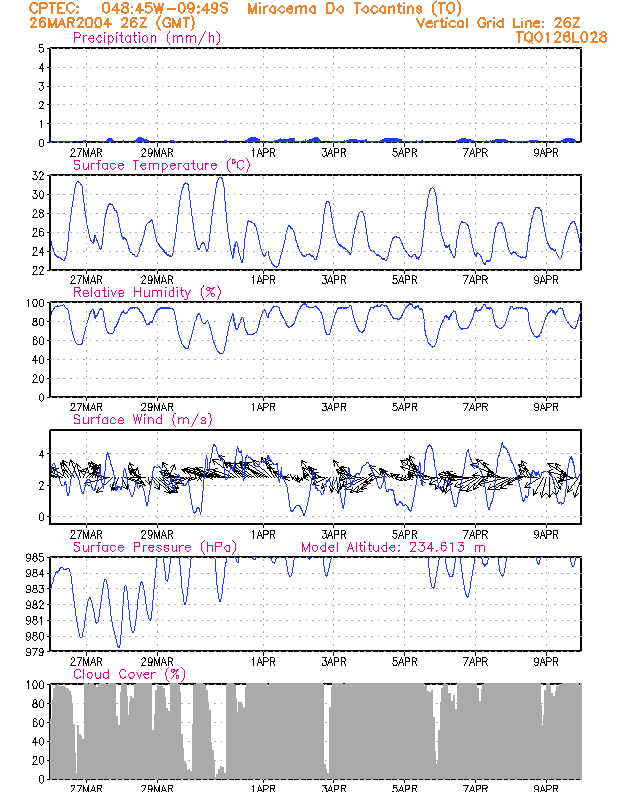 CPTEC: 048:45W-09:49S Miracema Do Tocantins (TO)
26MAR2004 26Z (GMT) Vertical Grid Line: 26Z
Precipitation (mm/h) TQ0126L028
5
4
3
2
1
0
27MAR 29MAR 1APR 3APR 5APR 7APR 9APR
Surface Temperature (°C)
32
30
28
26
24
22
27MAR 29MAR 1APR 3APR 5APR 7APR 9APR
Relative Humidity (%)
100
80
60
40
20
0
27MAR 29MAR 1APR 3APR 5APR 7APR 9APR
Surface Wind (m/s)
4
2
0
27MAR 29MAR 1APR 3APR 5APR 7APR 9APR
Surface Pressure (hPa) Model Altitude: 234.613 m
985
984
983
982
981
980
979
27MAR 29MAR 1APR 3APR 5APR 7APR 9APR
Cloud Cover (%)
100
80
60
40
20
0
27MAR 29MAR 1APR 3APR 5APR 7APR 9APR